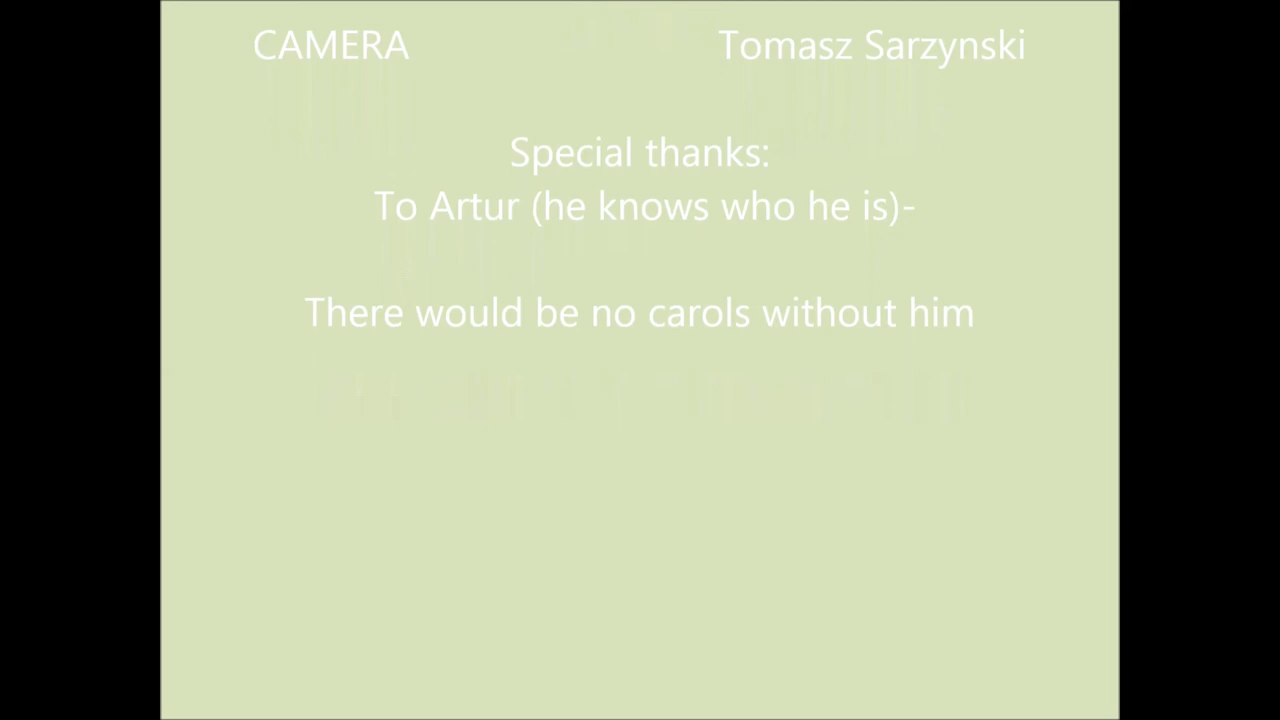 CAMERA Tomasz Sarzynski
Special thanks:
To Artur (he knows who he is)-
There would be no carols without him